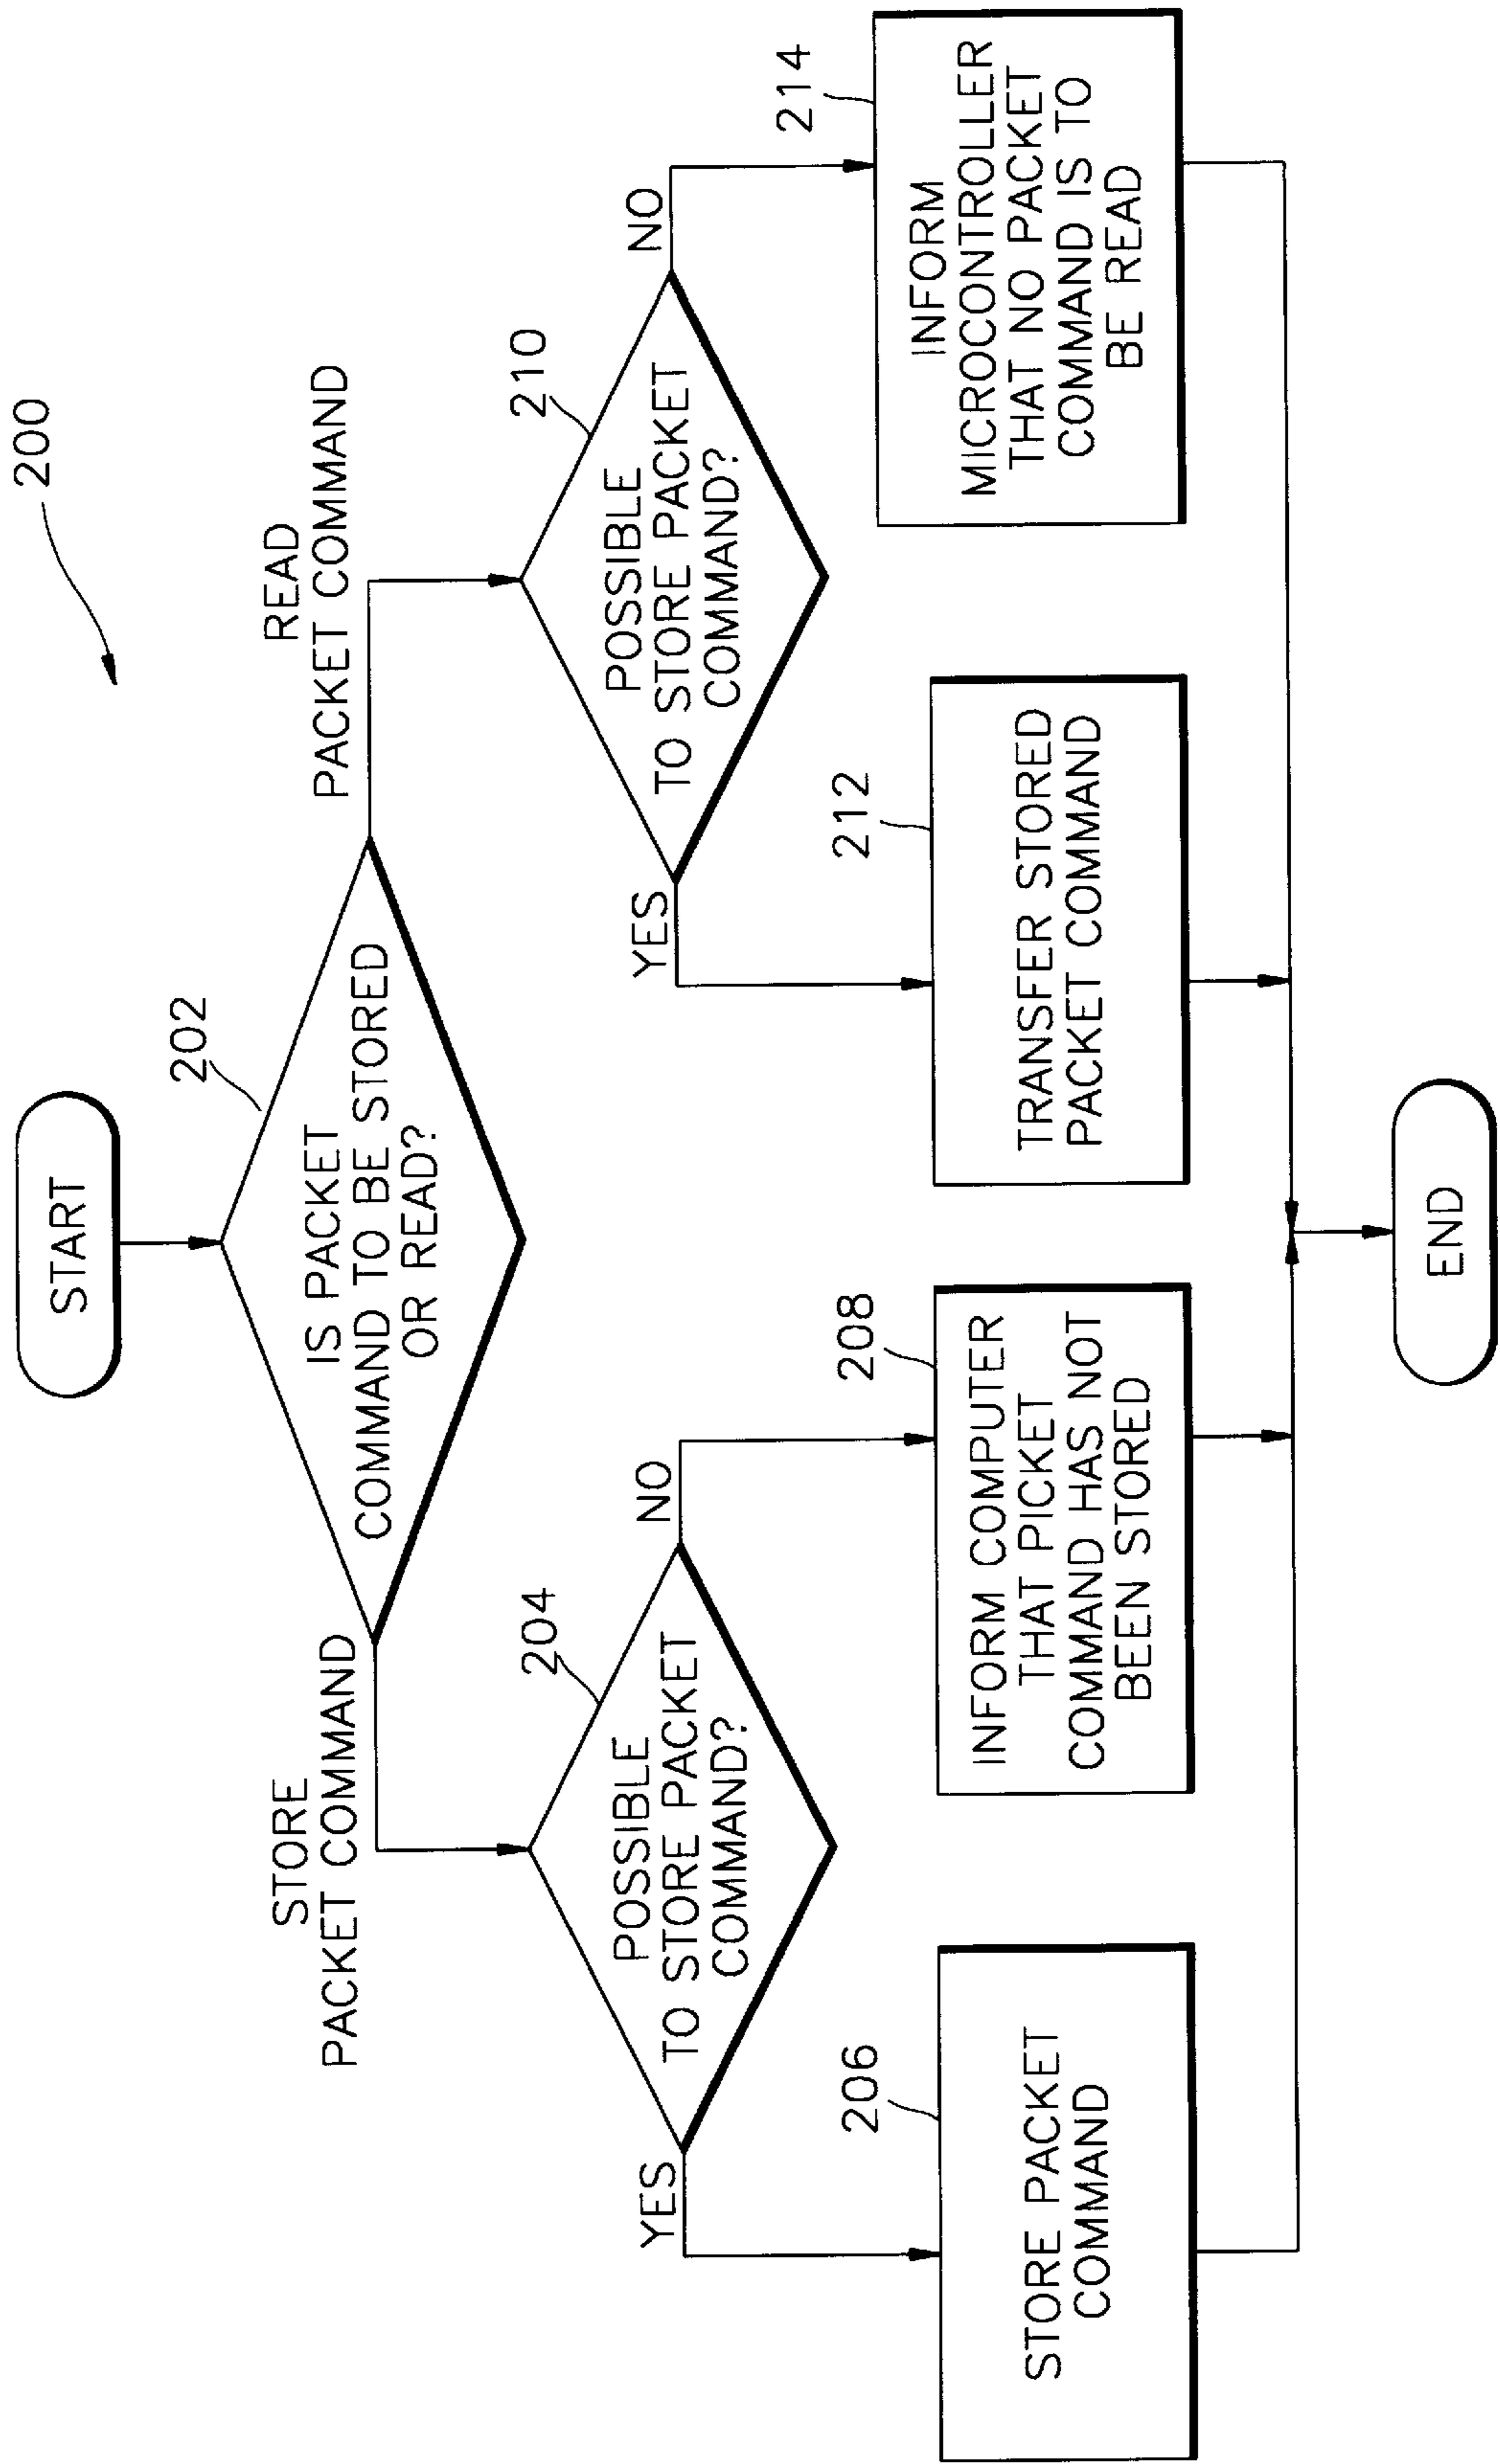 200
START
202
IS PACKET
COMMAND TO BE STORED
OR READ?
STORE
PACKET COMMAND
READ
PACKET COMMAND
204
POSSIBLE
TO STORE PACKET
COMMAND?
YES
NO
210
POSSIBLE
TO STORE PACKET
COMMAND?
YES
NO
206
STORE PACKET
COMMAND
208
INFORM COMPUTER
THAT PICKET
COMMAND HAS NOT
BEEN STORED
212
TRANSFER STORED
PACKET COMMAND
214
INFORM
MICROCONTROLLER
THAT NO PACKET
COMMAND IS TO
BE READ
END